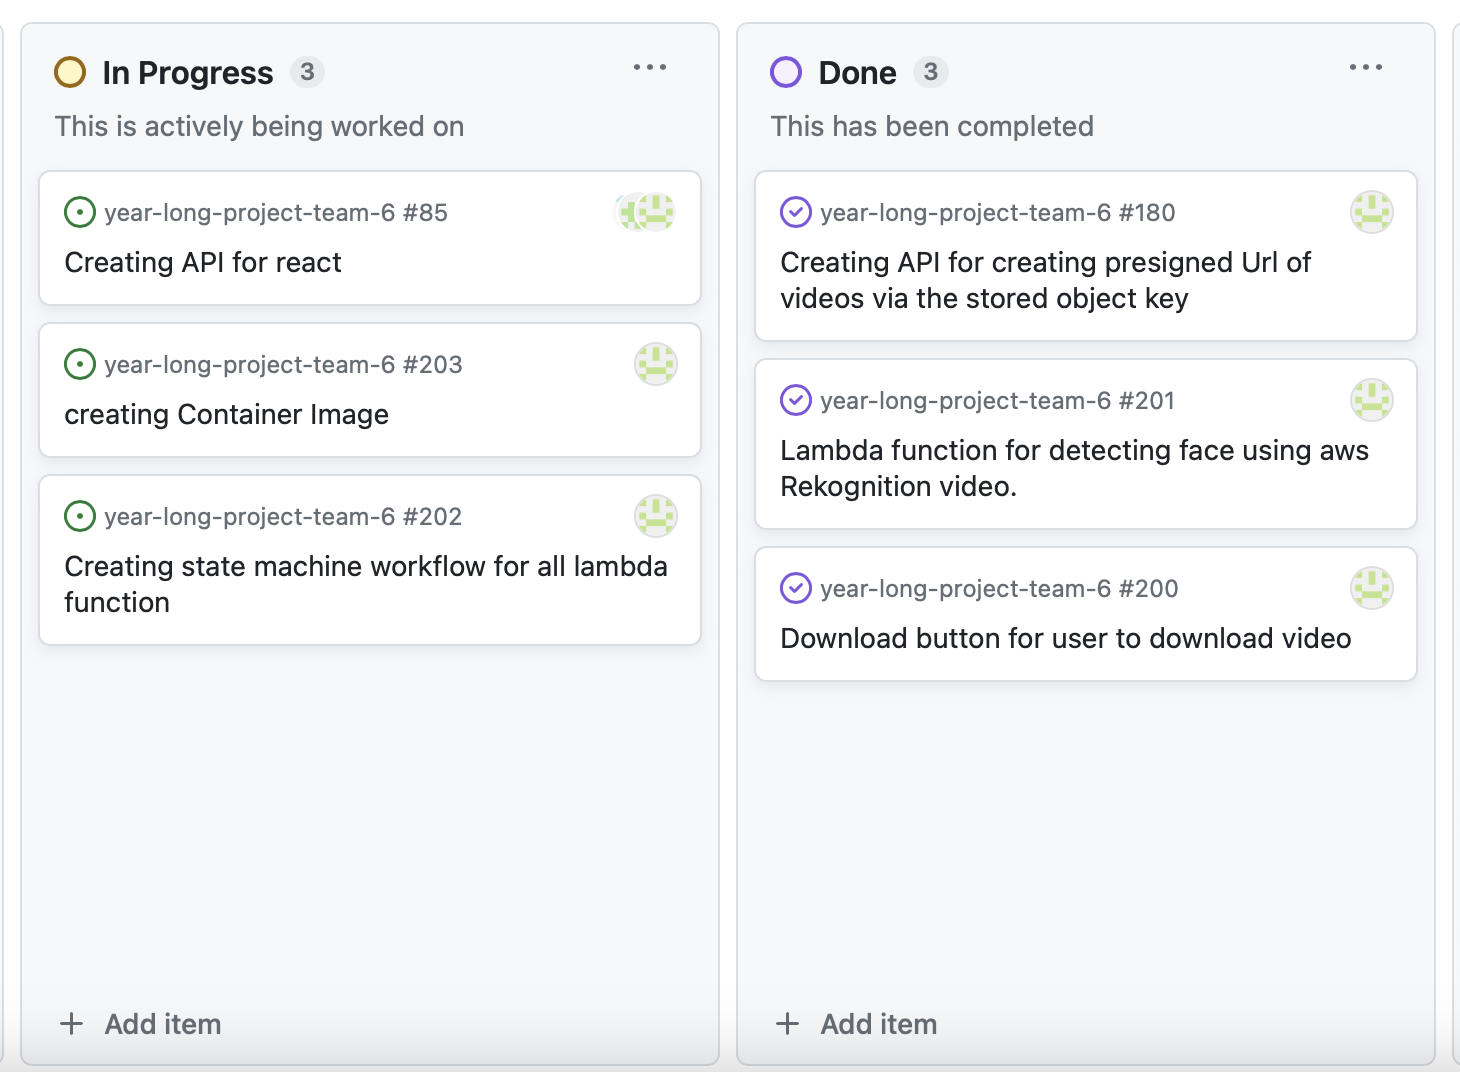 In Progress 3
This is actively being worked on
year-long-project-team-6 #85
Creating API for react
year-long-project-team-6 #203
creating Container Image
year-long-project-team-6 #202
Creating state machine workflow for all lambda
function
+ Add item
Done 3
This has been completed
year-long-project-team-6 #180
Creating API for creating presigned Url of
videos via the stored object key
year-long-project-team-6 #201
Lambda function for detecting face using aws
Rekognition video.
year-long-project-team-6 #200
Download button for user to download video
+ Add item